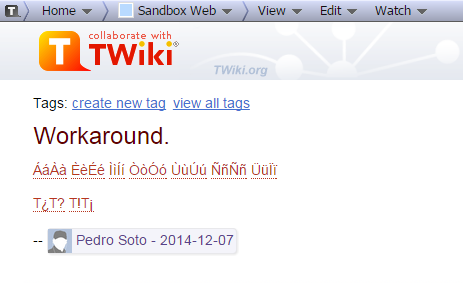 Home Sandbox Web View Edit Watch
collaborate with
TWiki®
TWiki.org
Tags: create new tag view all tags
Workaround.
ÁáÀà ÈèÉé ÌìÍí ÒòÓó ÙùÚú ÑñÑñ ÜüÏï
T¿T? T!T¡
-- Pedro Soto - 2014-12-07